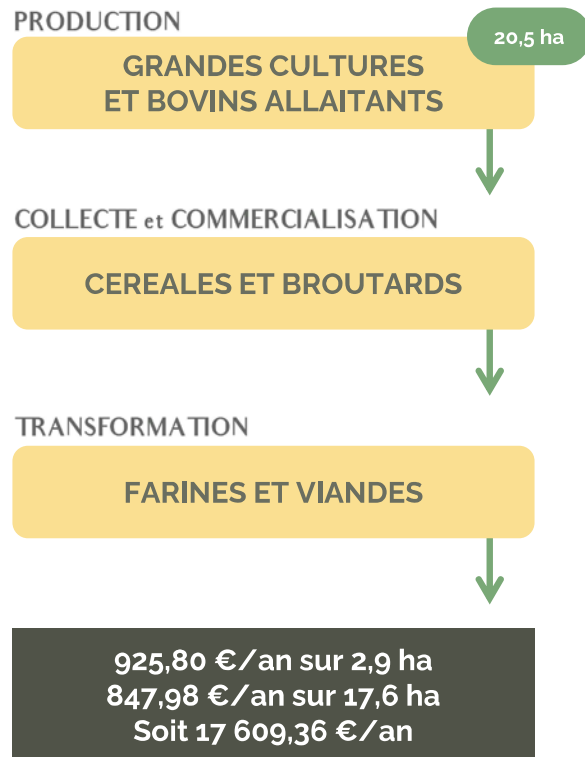 PRODUCTION
20,5 ha
GRANDES CULTURES
ET BOVINS ALLAITANTS
COLLECTE et COMMERCIALISATION
CEREALES ET BROUTARDS
TRANSFORMATION
FARINES ET VIANDES
925,80 €/an sur 2,9 ha
847,98 €/an sur 17,6 ha
Soit 17 609,36 €/an